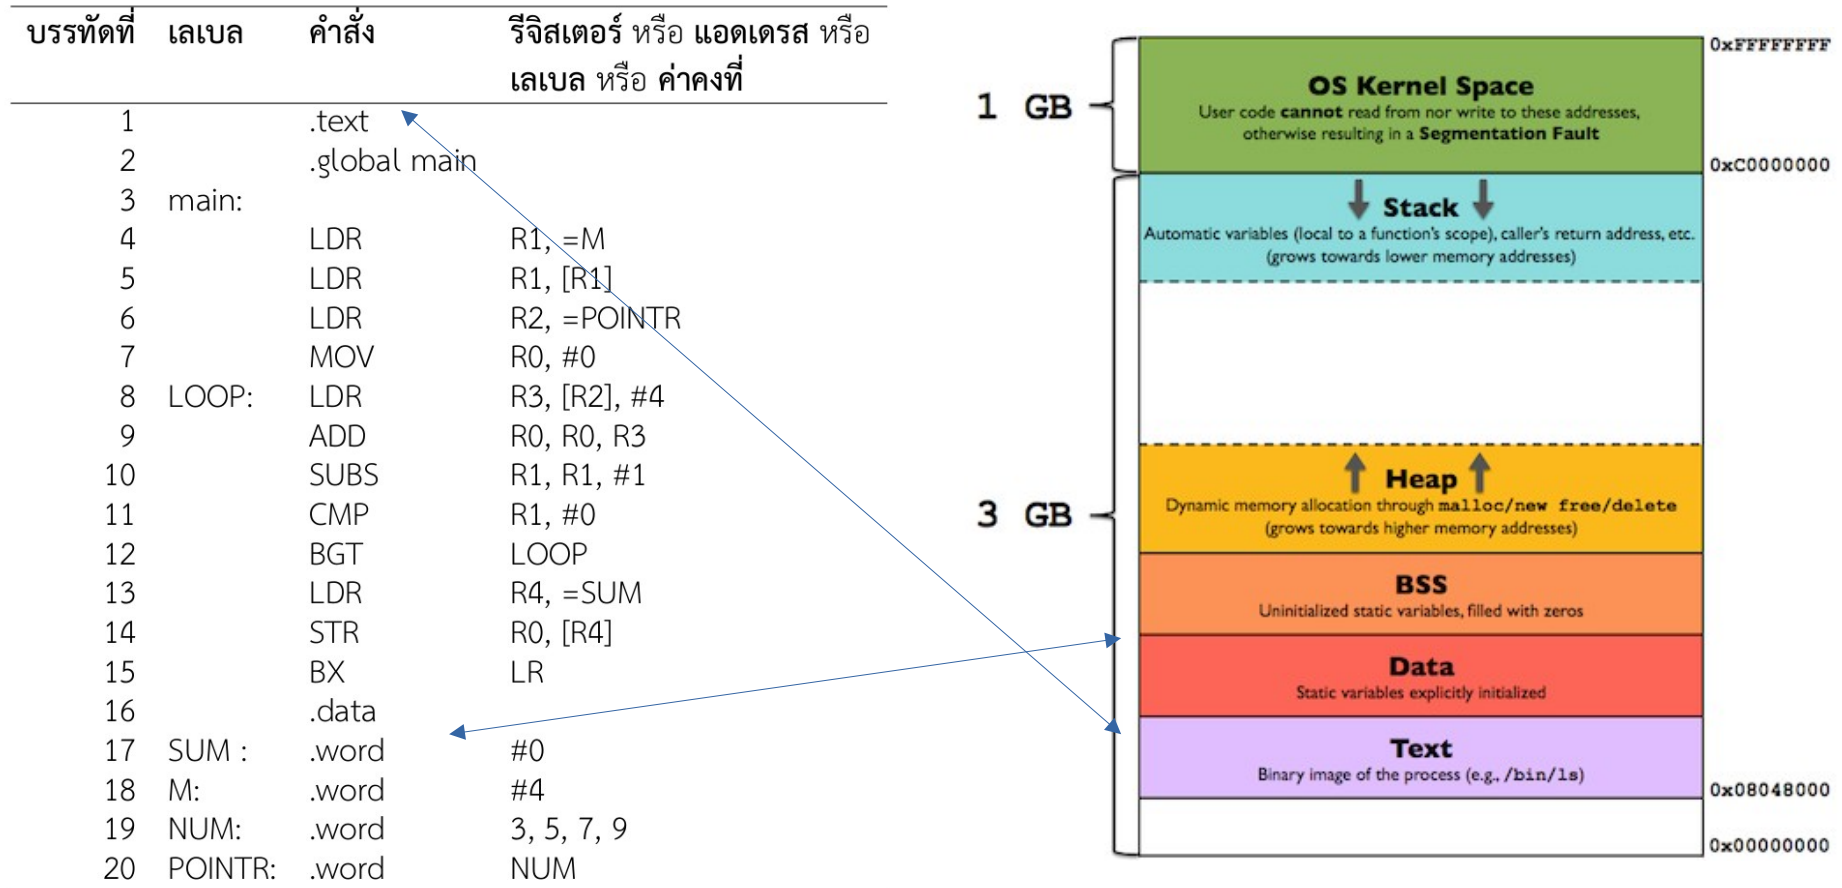 บรรทัดที่ เลเบล คำสั่ง รีจิสเตอร์ หรือ แอดเดรส หรือ
เลเบล หรือ ค่าคงที่
1 .text
2 .global main
3 main:
4 LDR R1, =M
5 LDR R1, [R1]
6 LDR R2, =POINTR
7 MOV R0, #0
8 LOOP: LDR R3, [R2], #4
9 ADD R0, R0, R3
10 SUBS R1, R1, #1
11 CMP R1, #0
12 BGT LOOP
13 LDR R4, =SUM
14 STR R0, [R4]
15 BX LR
16 .data
17 SUM : .word #0
18 M: .word #4
19 NUM: .word 3, 5, 7, 9
20 POINTR: .word NUM
0xFFFFFFFF
1 GB
OS Kernel Space
User code cannot read from nor write to these addresses,
otherwise resulting in a Segmentation Fault
0xC0000000
Stack
Automatic variables (local to a function's scope), caller's return address, etc.
(grows towards lower memory addresses)
3 GB
Heap
Dynamic memory allocation through malloc/new free/delete
(grows towards higher memory addresses)
BSS
Uninitialized static variables, filled with zeros
Data
Static variables explicitly initialized
Text
Binary image of the process (e.g., /bin/ls)
0x08048000
0x00000000